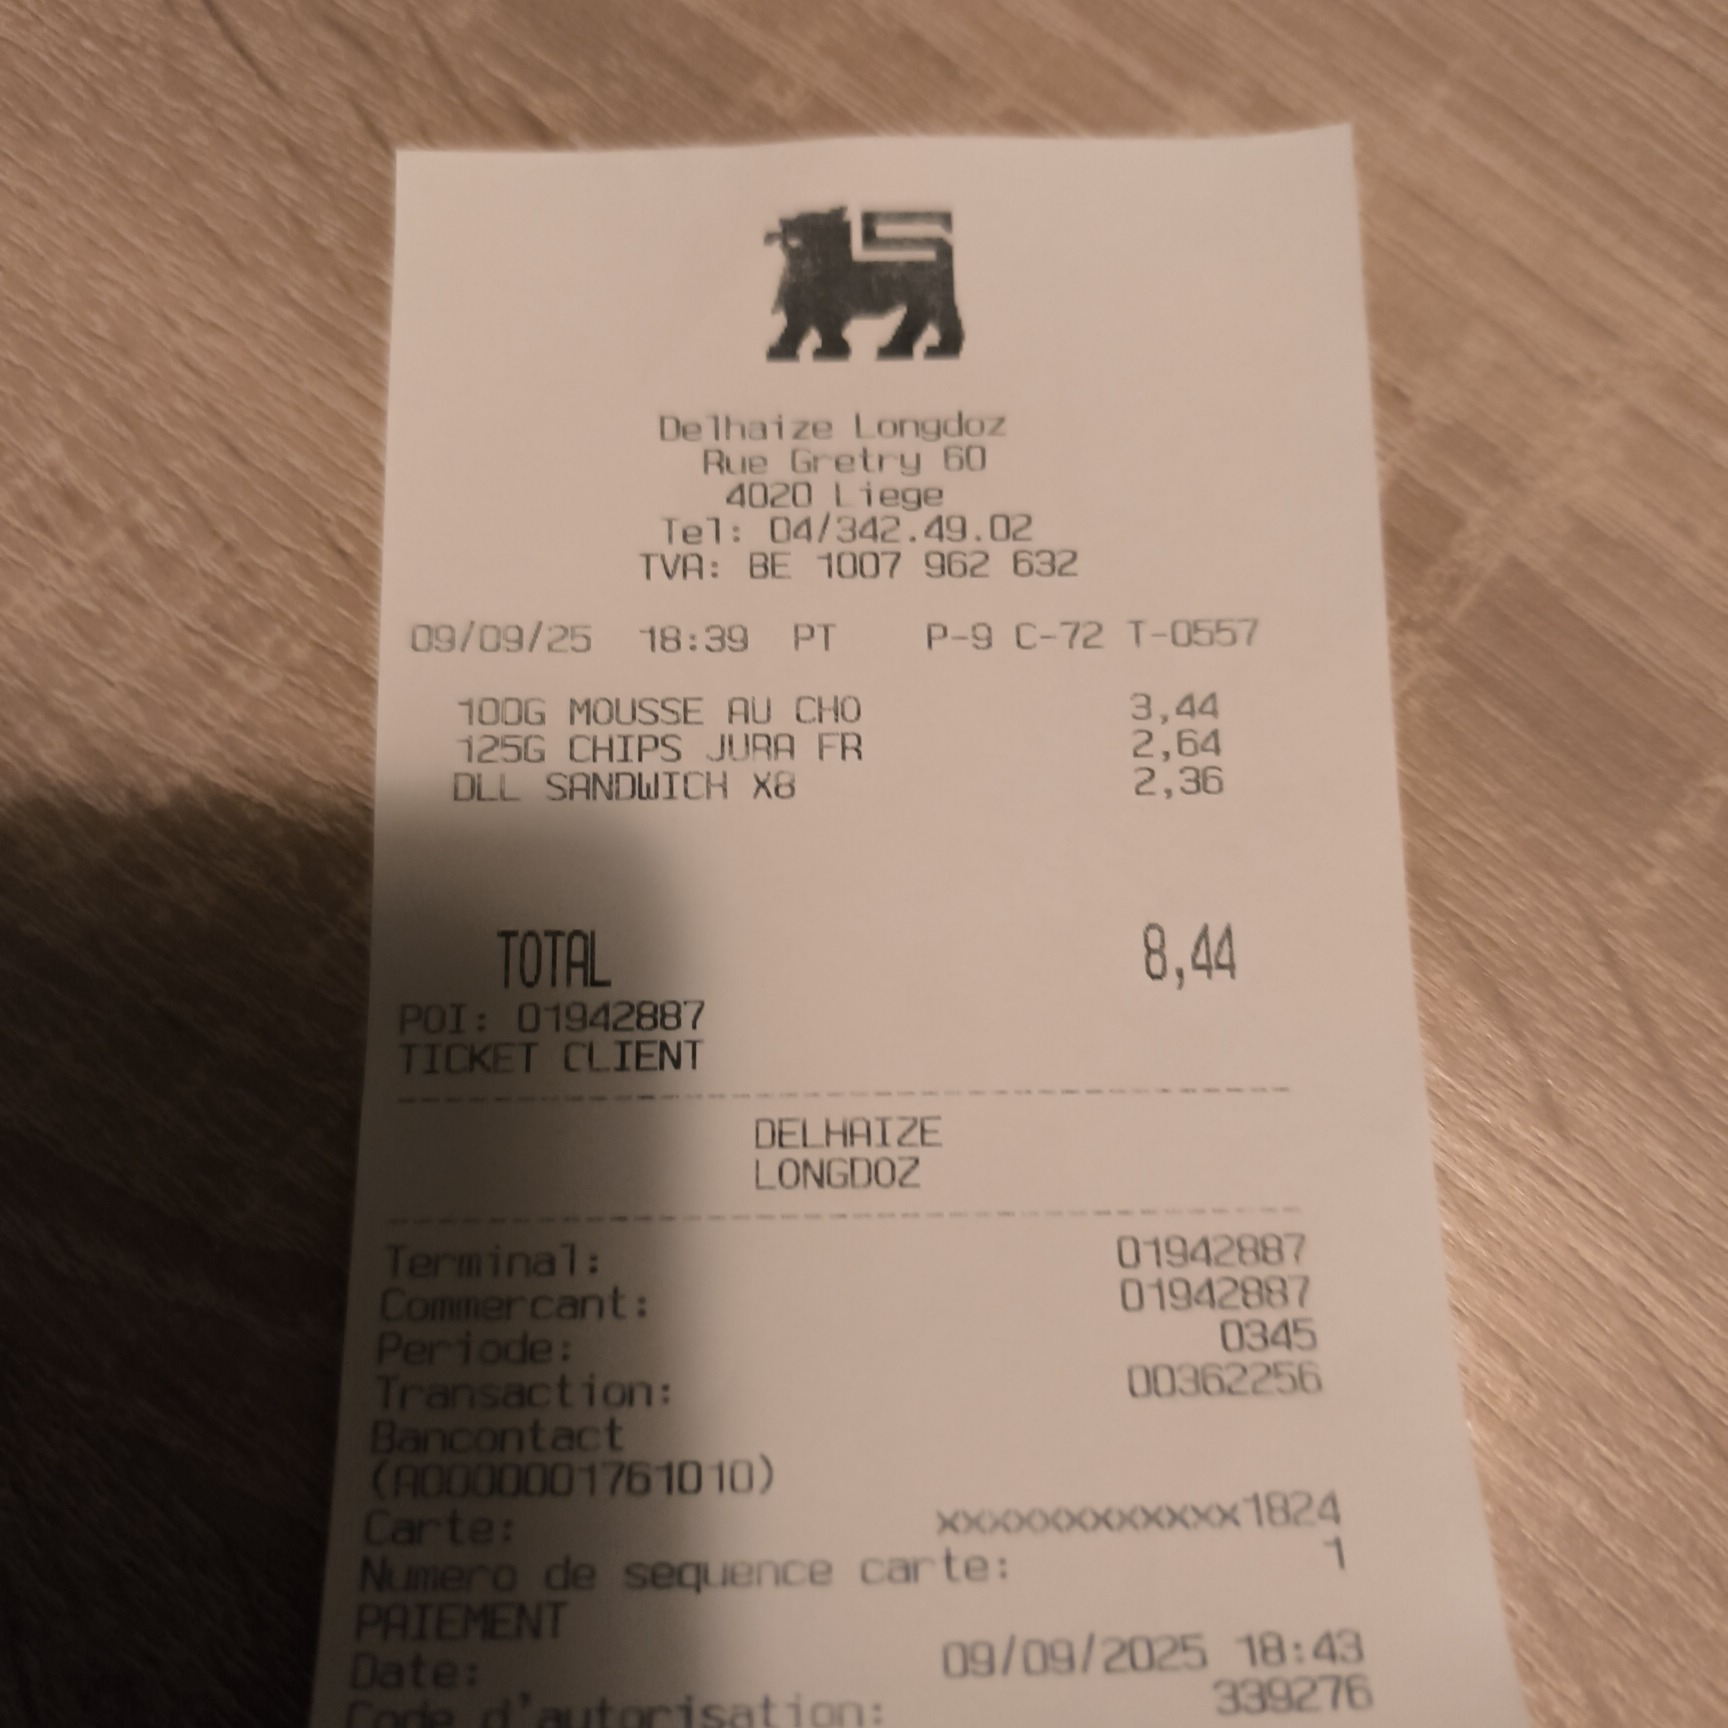 Delhaize Longdoz
Rue Gretry 60
4020 Liege
Tel: 04/342.49.02
TVA: BE 1007 962 632
09/09/25 18:39 PT P-9 C-72 T-0557
100G MOUSSE AU CHO 3,44
125G CHIPS JURA FR 2,64
DLL SANDWICH X8 2,36
TOTAL 8,44
POI: 01942887
TICKET CLIENT
DELHAIZE
LONGDOZ
Terminal: 01942887
Commercant: 01942887
Periode: 0345
Transaction: 00362256
Bancontact
(A0000001761010)
Carte: xxxxxxxxxxxxx1824
Numero de sequence carte: 1
PAIEMENT
Date: 09/09/2025 18:43
Code d'autorisation: 339276